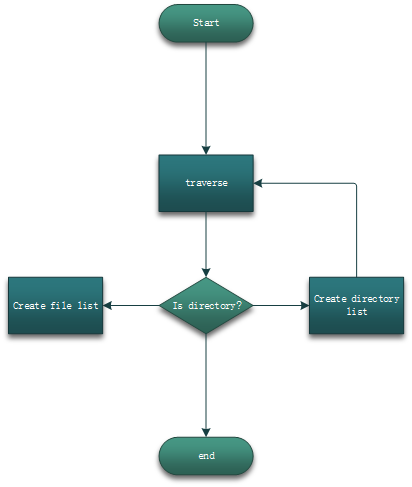 Start
traverse
Create file list
Is directory?
Create directory
list
end